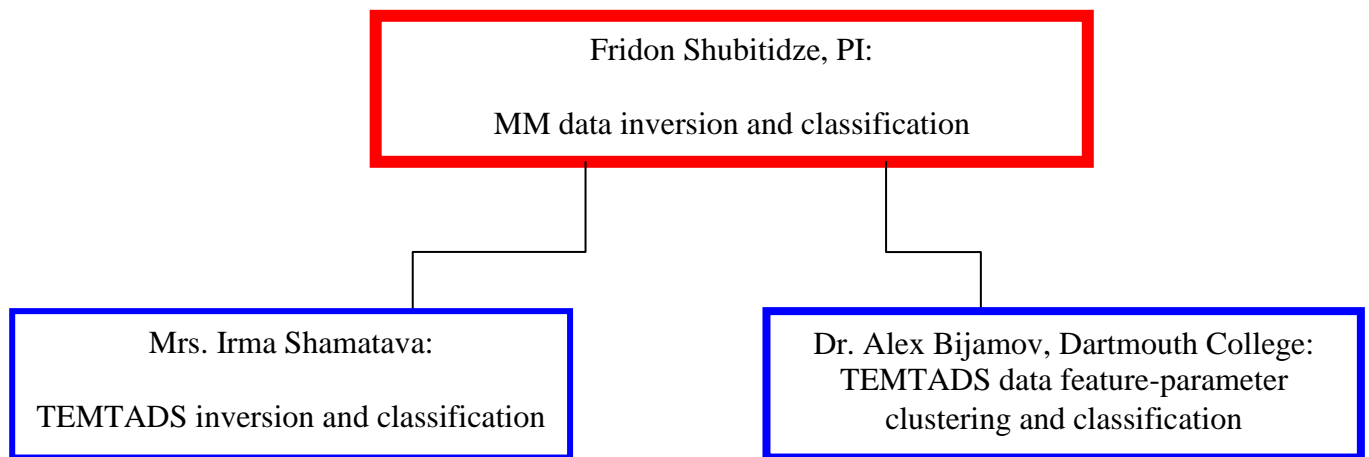 Fridon Shubitidze, PI:
MM data inversion and classification
Mrs. Irma Shamatava:
TEMTADS inversion and classification
Dr. Alex Bijamov, Dartmouth College:
TEMTADS data feature-parameter
clustering and classification